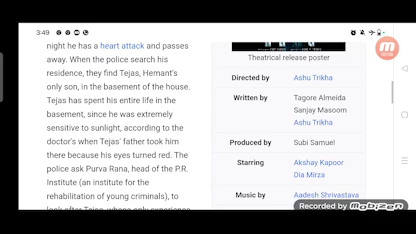 3:49
night he has a heart attack and passes
away. When the police search his
residence, they find Tejas, Hemant's
only son, in the basement of the house.
Tejas has spent his entire life in the
basement, since he was extremely
sensitive to sunlight, according to the
doctor's when Tejas' father took him
there because his eyes turned red. The
police ask Purva Rana, head of the P.R.
Institute (an institute for the
rehabilitation of young criminals), to
Theatrical release poster
Directed by Ashu Trikha
Written by Tagore Almeida
Sanjay Masoom
Ashu Trikha
Produced by Subi Samuel
Starring Akshay Kapoor
Dia Mirza
Music by Aadesh Shrivastava
Recorded by Mobizen